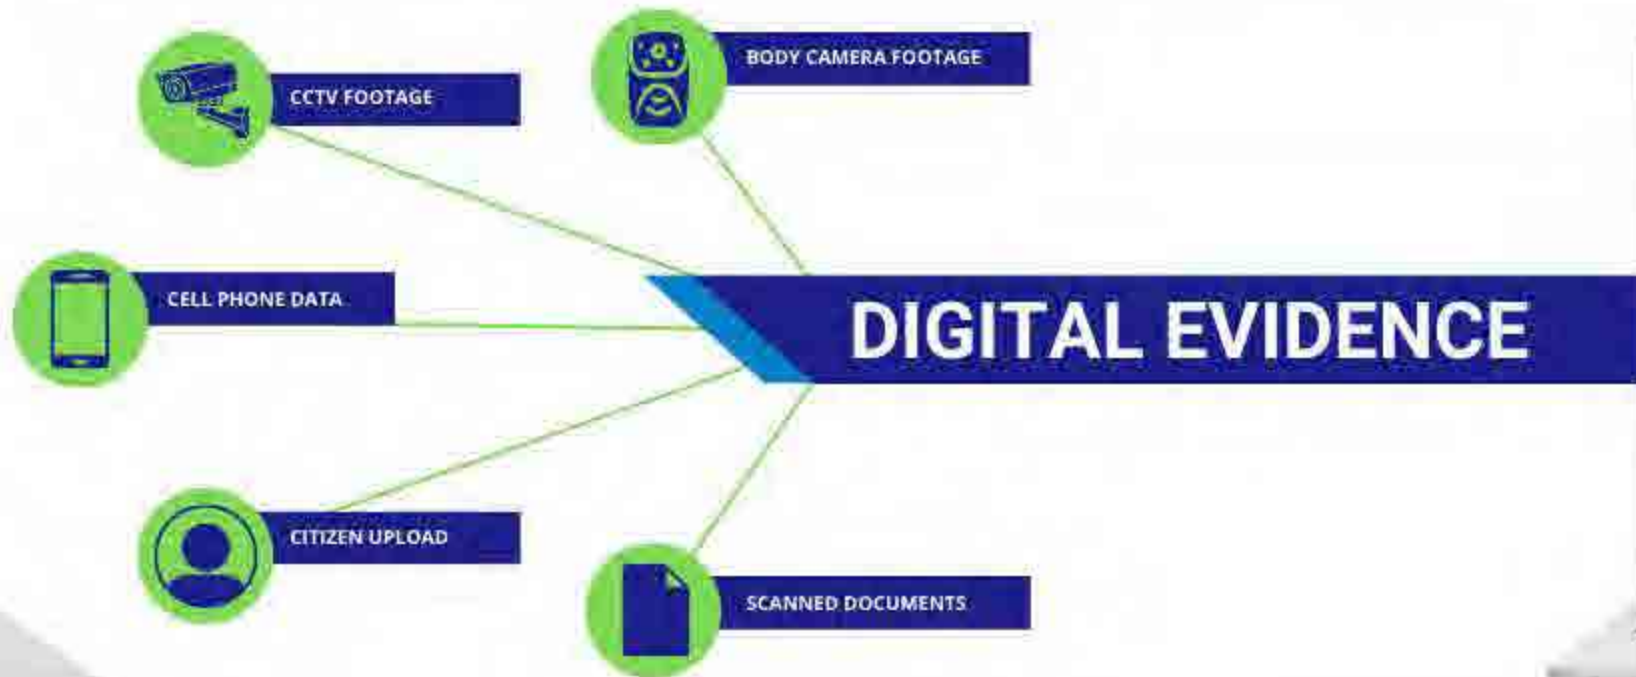 BODY CAMERA FOOTAGE
CCTV FOOTAGE
CELL PHONE DATA
DIGITAL EVIDENCE
CITIZEN UPLOAD
SCANNED DOCUMENTS